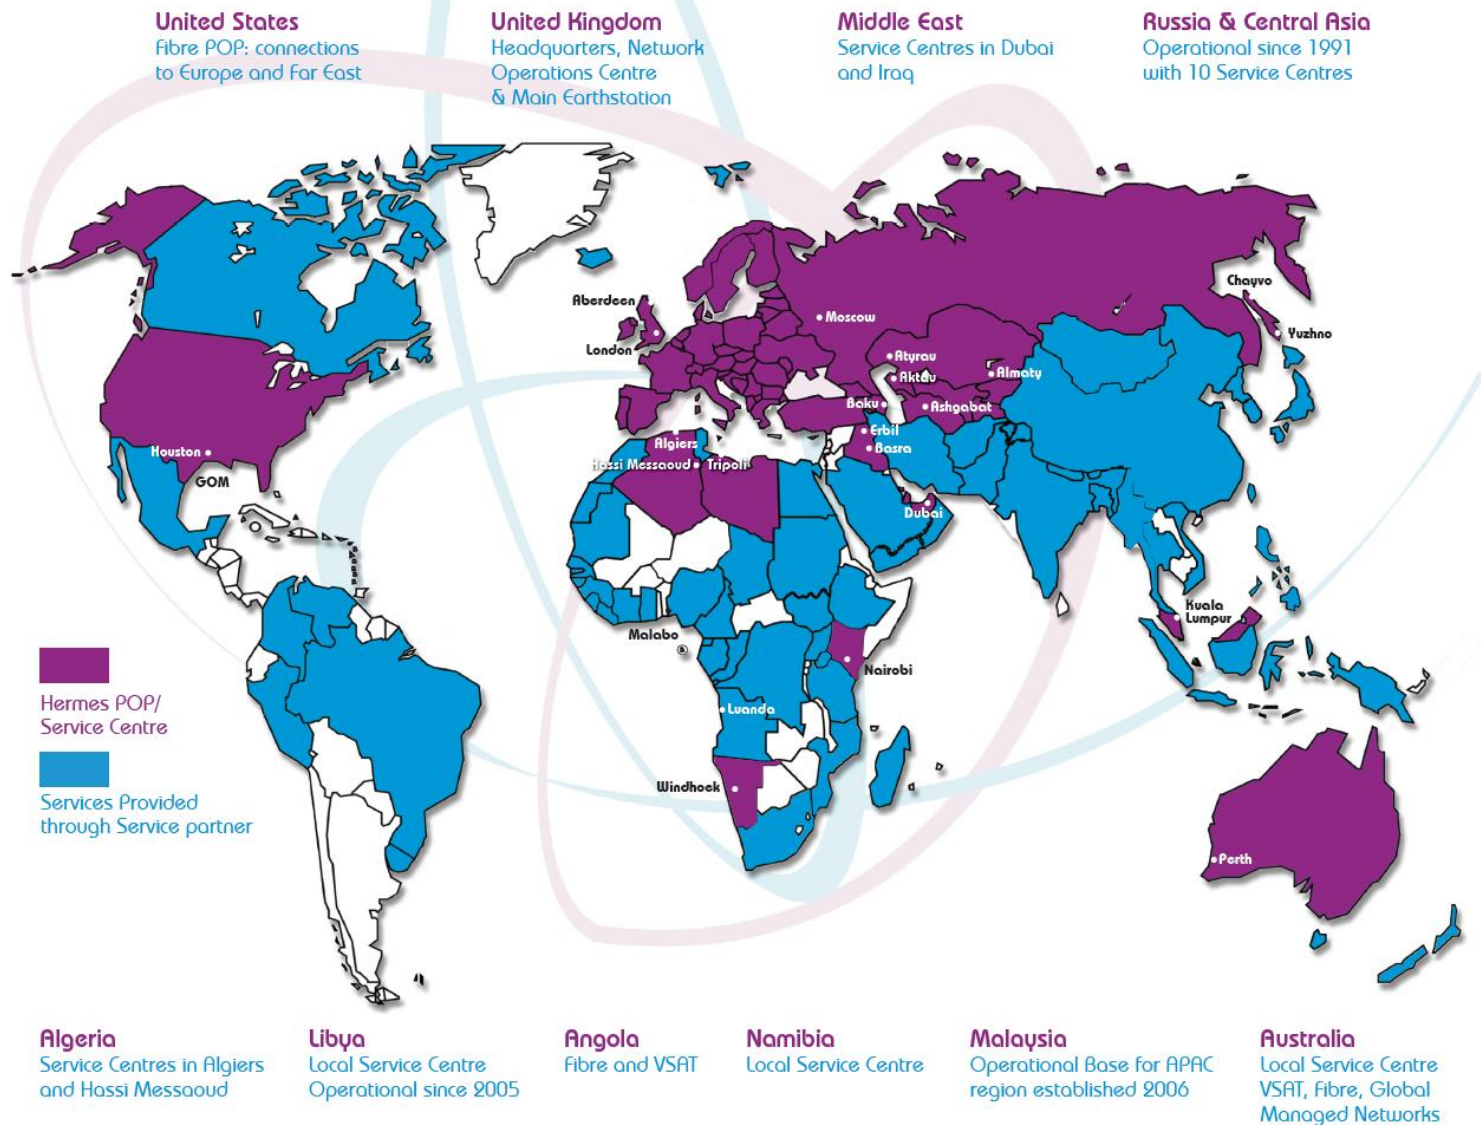 United States
Fibre POP: connections
to Europe and Far East
United Kingdom
Headquarters, Network
Operations Centre
& Main Earthstation
Middle East
Service Centres in Dubai
and Iraq
Russia & Central Asia
Operational since 1991
with 10 Service Centres
Chayvo
Aberdeen
Moscow
Yuzhno
London
Atyrau
Almaty
Aktau
Baku
Ashgabat
Erbil
Algiers
Basra
Houston
Hassi Messaoud
Tripoli
GOM
Dubai
Kuala
Lumpur
Malabo
Nairobi
Hermes POP/
Service Centre
Luanda
Windhoek
Services Provided
through Service partner
Perth
Algeria
Service Centres in Algiers
and Hassi Messaoud
Libya
Local Service Centre
Operational since 2005
Angola
Fibre and VSAT
Namibia
Local Service Centre
Malaysia
Operational Base for APAC
region established 2006
Australia
Local Service Centre
VSAT, Fibre, Global
Managed Networks